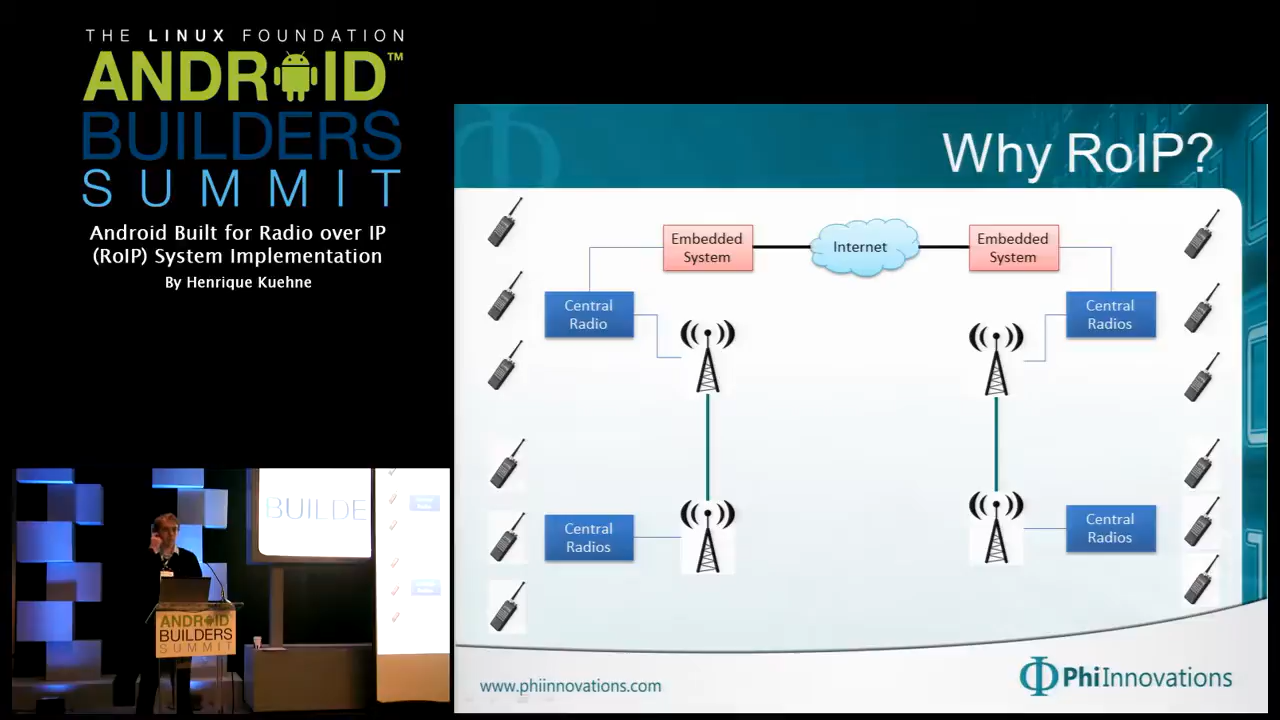 THE LINUX FOUNDATION
ANDROID™
BUILDERS
SUMMIT
Android Built for Radio over IP
(RoIP) System Implementation
By Henrique Kuehne
Why RoIP?
Embedded
System
Internet
Embedded
System
Central
Radio
Central
Radios
Central
Radios
Central
Radios
www.phiinnovations.com
PhiInnovations
BUILDE
ANDROID
BUILDERS
SUMMIT